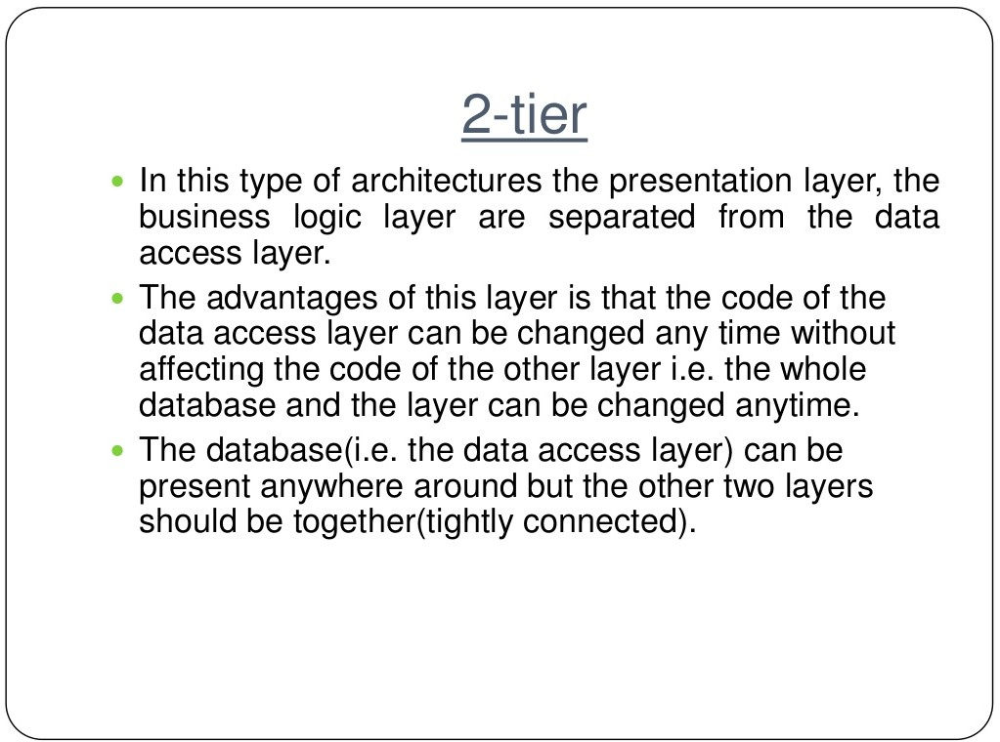 2-tier
In this type of architectures the presentation layer, the
business logic layer are separated from the data
access layer.
The advantages of this layer is that the code of the
data access layer can be changed any time without
affecting the code of the other layer i.e. the whole
database and the layer can be changed anytime.
The database(i.e. the data access layer) can be
present anywhere around but the other two layers
should be together(tightly connected).